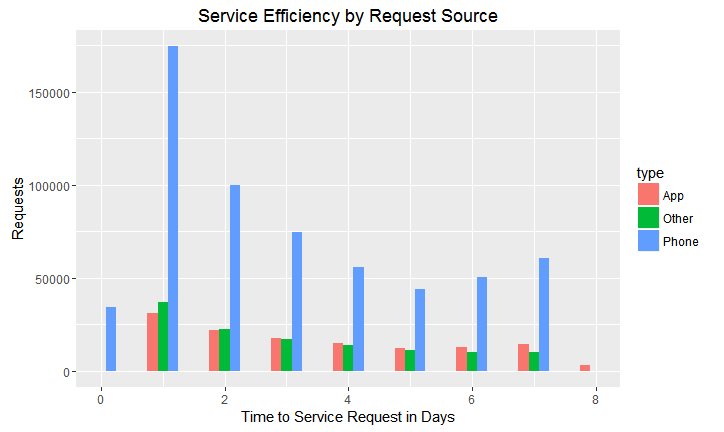 Service Efficiency by Request Source
150000
100000
50000
0
Requests
0 2 4 6 8
Time to Service Request in Days
type
App
Other
Phone